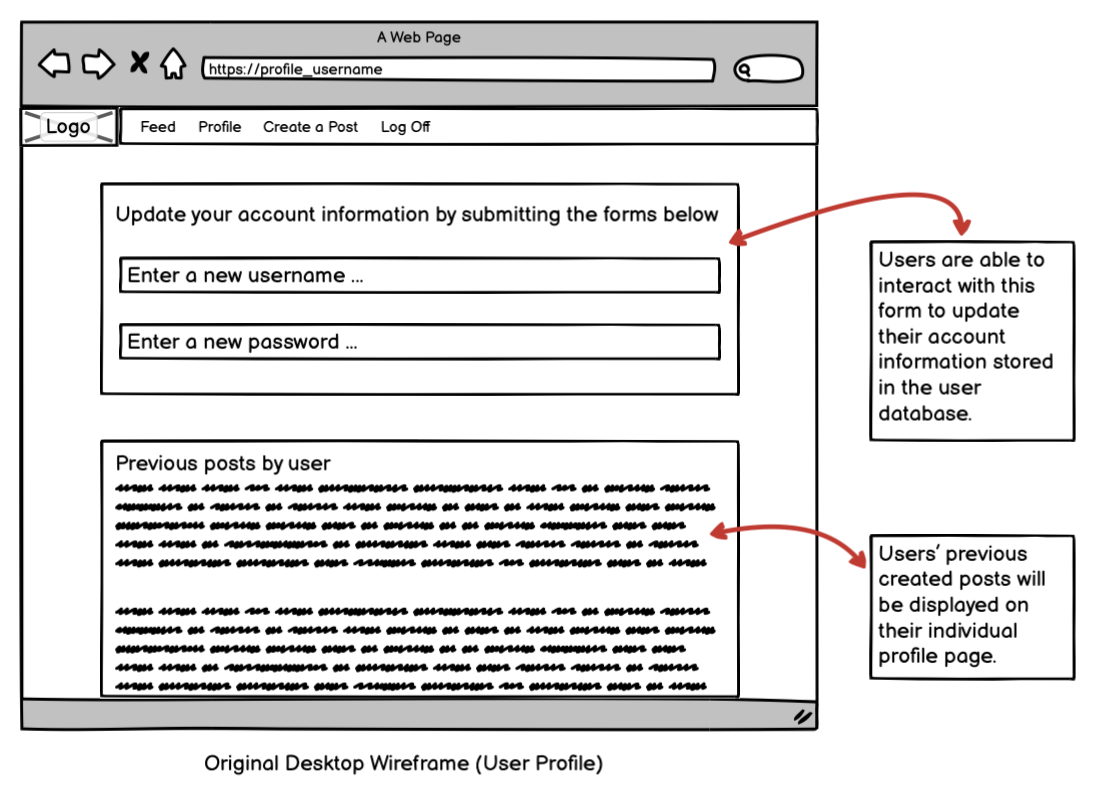 A Web Page
https://profile_username
Logo
Feed Profile Create a Post Log Off
Update your account information by submitting the forms below
Enter a new username ...
Enter a new password ...
Users are able to
interact with this
form to update
their account
information stored
in the user
database.
Previous posts by user
Users' previous
created posts will
be displayed on
their individual
profile page.
Original Desktop Wireframe (User Profile)